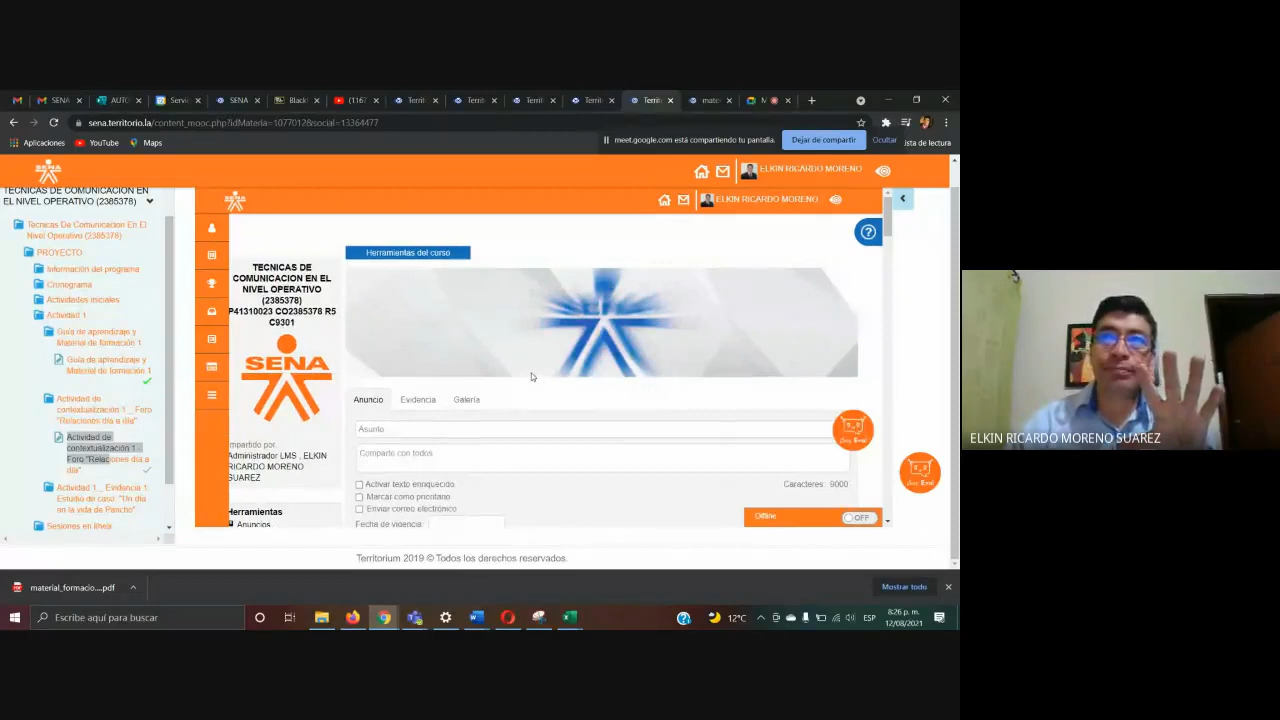 SENA
AUTO
Servic
SENA
Black
(1167
Territ
Territ
Territ
Territ
Territ
mate
M
sena.territorio.la/content_mooc.php?idMateria=1077012&social=13364477
Aplicaciones
YouTube
Maps
meet.google.com está compartiendo tu pantalla.
Dejar de compartir
Ocultar
ista de lectura
SENA
ELKIN RICARDO MORENO
TECNICAS DE COMUNICACION EN
EL NIVEL OPERATIVO (2385378)
Tecnicas De Comunicacion En El
Nivel Operativo (2385378)
PROYECTO
Información del programa
Cronograma
Actividades iniciales
Actividad 1
Guía de aprendizaje y
Material de formación 1
Guía de aprendizaje y
Material de formación 1
Actividad de
contextualización 1 _ Foro
"Relaciones día a día"
Actividad de
contextualización 1 _
Foro "Relaciones día a
día"
Actividad 1 _ Evidencia 1:
Estudio de caso. "Un día
en la vida de Pancho"
Sesiones en línea
SENA
ELKIN RICARDO MORENO
Herramientas del curso
TECNICAS DE
COMUNICACION EN EL
NIVEL OPERATIVO
(2385378)
P41310023 CO2385378 R5
C9301
SENA
mpartido por:
Administrador LMS , ELKIN
RICARDO MORENO
SUAREZ
Herramientas
Anuncios
Anuncio
Evidencia
Galería
Asunto
Comparte con todos
Activar texto enriquecido
Caracteres: 9000
Marcar como prioritario
Enviar correo electrónico
Fecha de vigencia
Offline
OFF
Territorium 2019 © Todos los derechos reservados.
material_formacio....pdf
Mostrar todo
Escribe aquí para buscar
12°C
ESP
8:26 p. m.
12/08/2021
ELKIN RICARDO MORENO SUAREZ